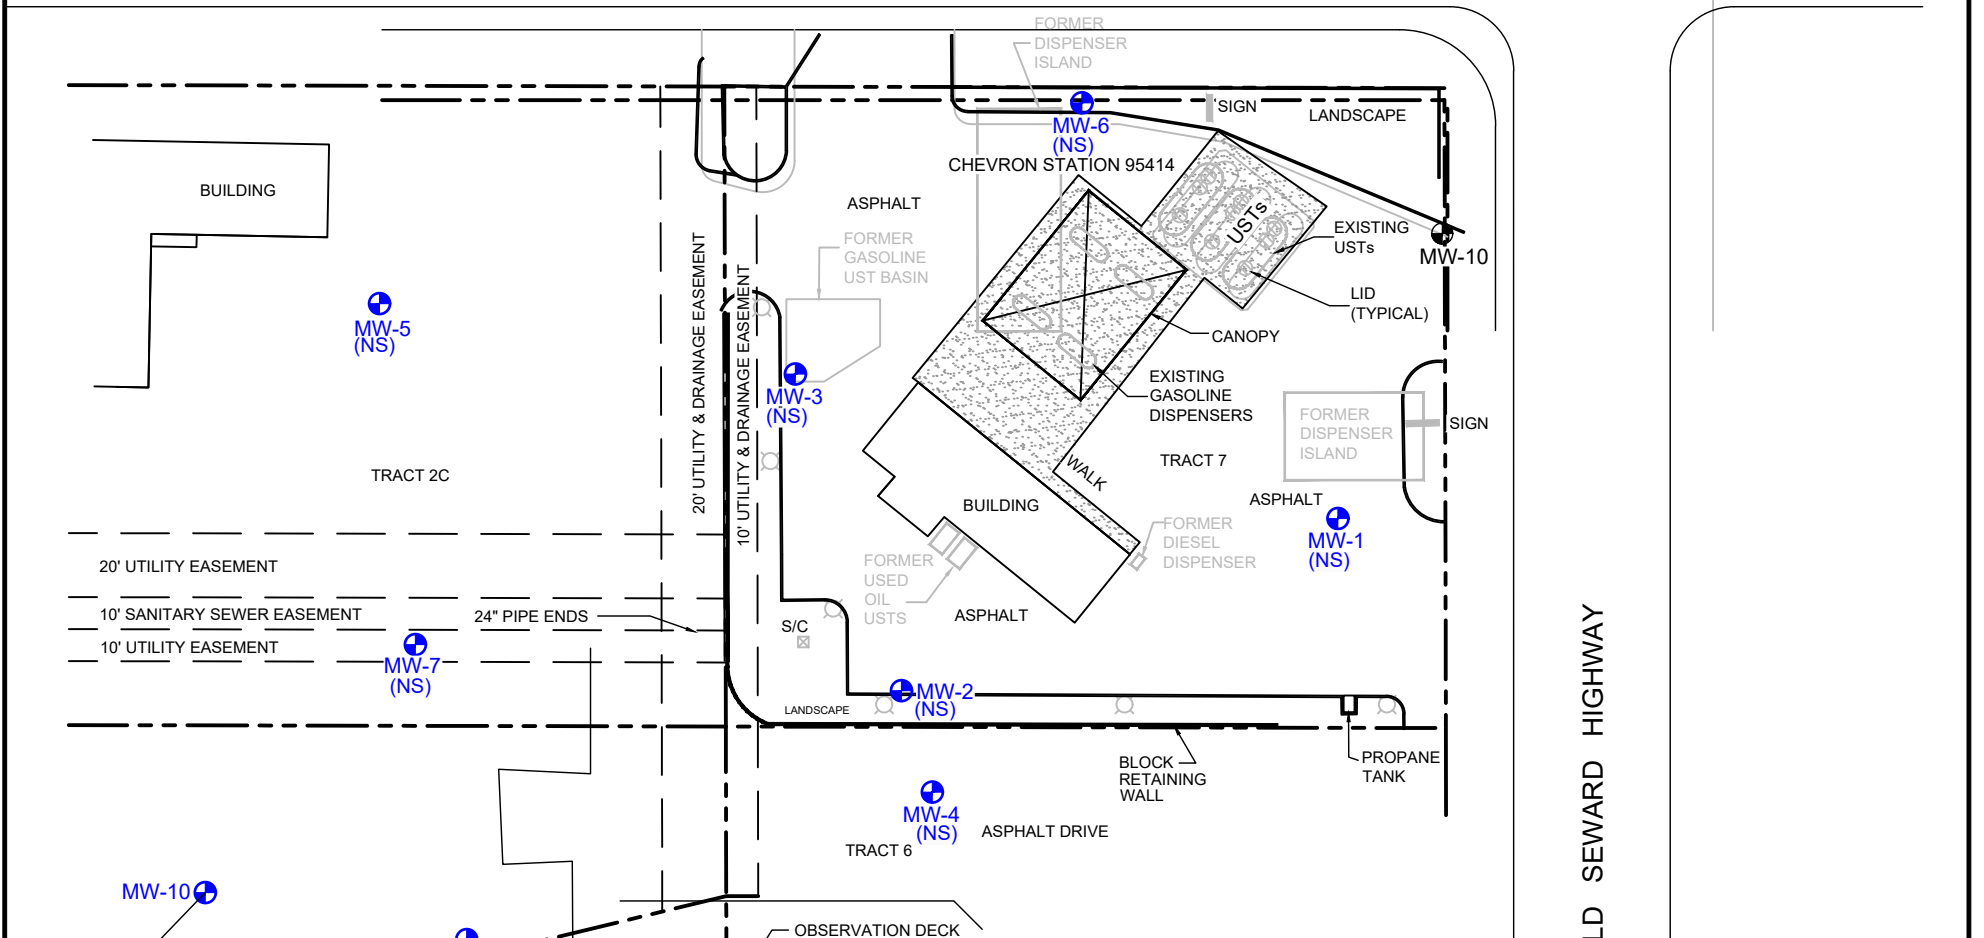 FORMER
DISPENSER
ISLAND
SIGN
LANDSCAPE
MW-6
(NS)
CHEVRON STATION 95414
BUILDING
ASPHALT
USTs
EXISTING
USTs
MW-10
FORMER
GASOLINE
UST BASIN
LID
(TYPICAL)
MW-5
(NS)
20' UTILITY & DRAINAGE EASEMENT
10' UTILITY & DRAINAGE EASEMENT
CANOPY
MW-3
(NS)
EXISTING
GASOLINE
DISPENSERS
FORMER
DISPENSER
ISLAND
SIGN
TRACT 2C
WALK
TRACT 7
ASPHALT
BUILDING
MW-1
(NS)
FORMER
DIESEL
DISPENSER
20' UTILITY EASEMENT
FORMER
USED
OIL
USTS
10' SANITARY SEWER EASEMENT
24" PIPE ENDS
ASPHALT
S/C
10' UTILITY EASEMENT
MW-7
(NS)
MW-2
(NS)
LANDSCAPE
BLOCK
RETAINING
WALL
PROPANE
TANK
MW-4
(NS)
ASPHALT DRIVE
TRACT 6
MW-10
OBSERVATION DECK
LD SEWARD HIGHWAY